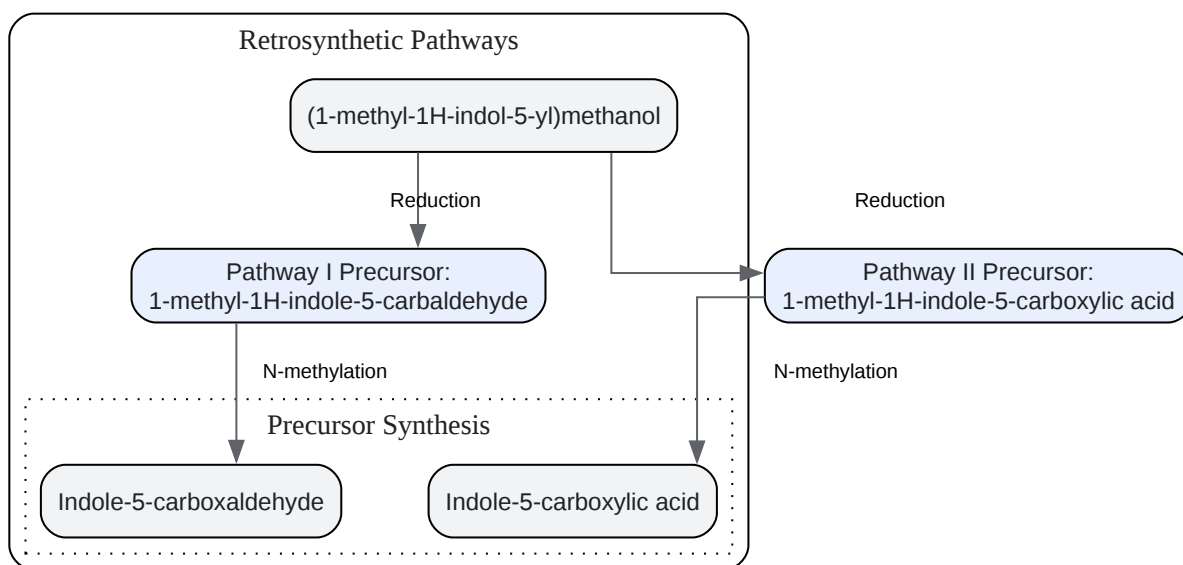 Retrosynthetic Pathways
(1-methyl-1H-indol-5-yl)methanol
Reduction
Reduction
Pathway I Precursor:
1-methyl-1H-indole-5-carbaldehyde
Pathway II Precursor:
1-methyl-1H-indole-5-carboxylic acid
N-methylation
N-methylation
Precursor Synthesis
Indole-5-carboxaldehyde
Indole-5-carboxylic acid